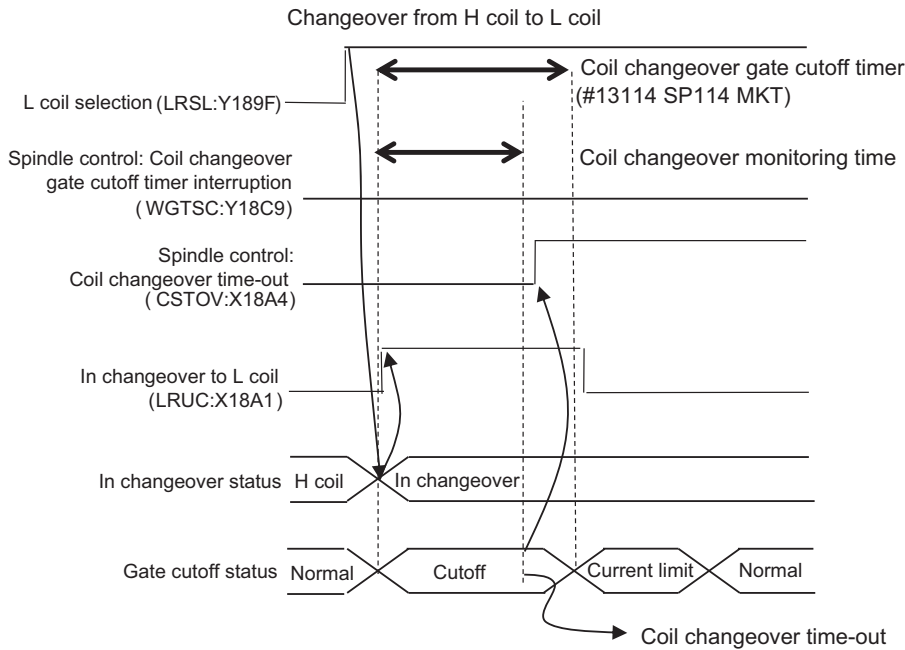 Changeover from H coil to L coil
Coil changeover gate cutoff timer
(#13114 SP114 MKT)
L coil selection (LRSL:Y189F)
Spindle control: Coil changeover
gate cutoff timer interruption
(WGTSC:Y18C9)
Coil changeover monitoring time
Spindle control:
Coil changeover time-out
(CSTOV:X18A4)
In changeover to L coil
(LRUC:X18A1)
In changeover status H coil In changeover
Gate cutoff status Normal Cutoff Current limit Normal
Coil changeover time-out